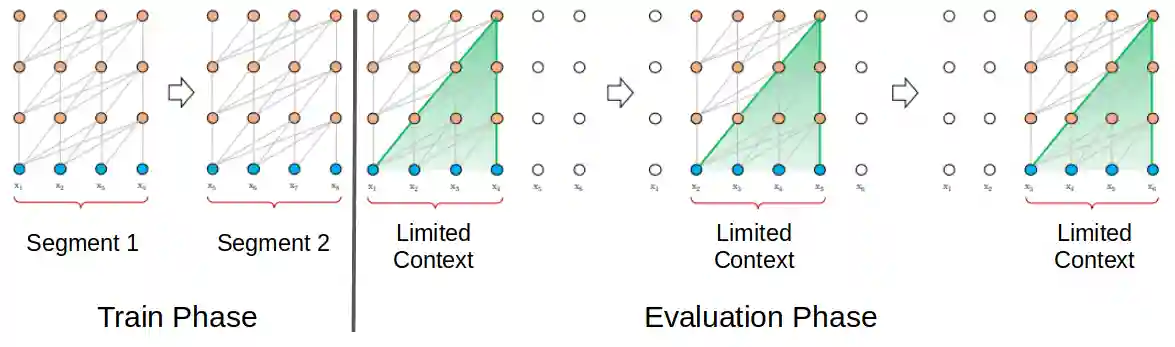 x₁ x₂ x₃ x₄
x₅ x₆ x₇ x₈
x₁ x₂ x₃ x₄ x₅ x₆
x₁ x₂ x₃ x₄ x₅ x₆
x₁ x₂ x₃ x₄ x₅ x₆
Segment 1
Segment 2
Limited
Context
Limited
Context
Limited
Context
Train Phase
Evaluation Phase